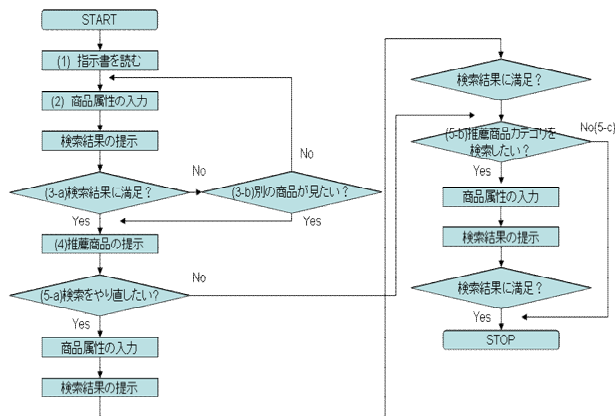 START
(1) 指示書を読む
(2) 商品属性の入力
検索結果の提示
(3-a)検索結果に満足?
No
(3-b)別の商品が見たい?
No
Yes
Yes
(4)推薦商品の提示
(5-a)検索をやり直したい?
No
Yes
商品属性の入力
検索結果の提示
検索結果に満足?
(5-b)推薦商品カテゴリを
検索したい?
No(5-c)
Yes
商品属性の入力
検索結果の提示
検索結果に満足?
Yes
STOP